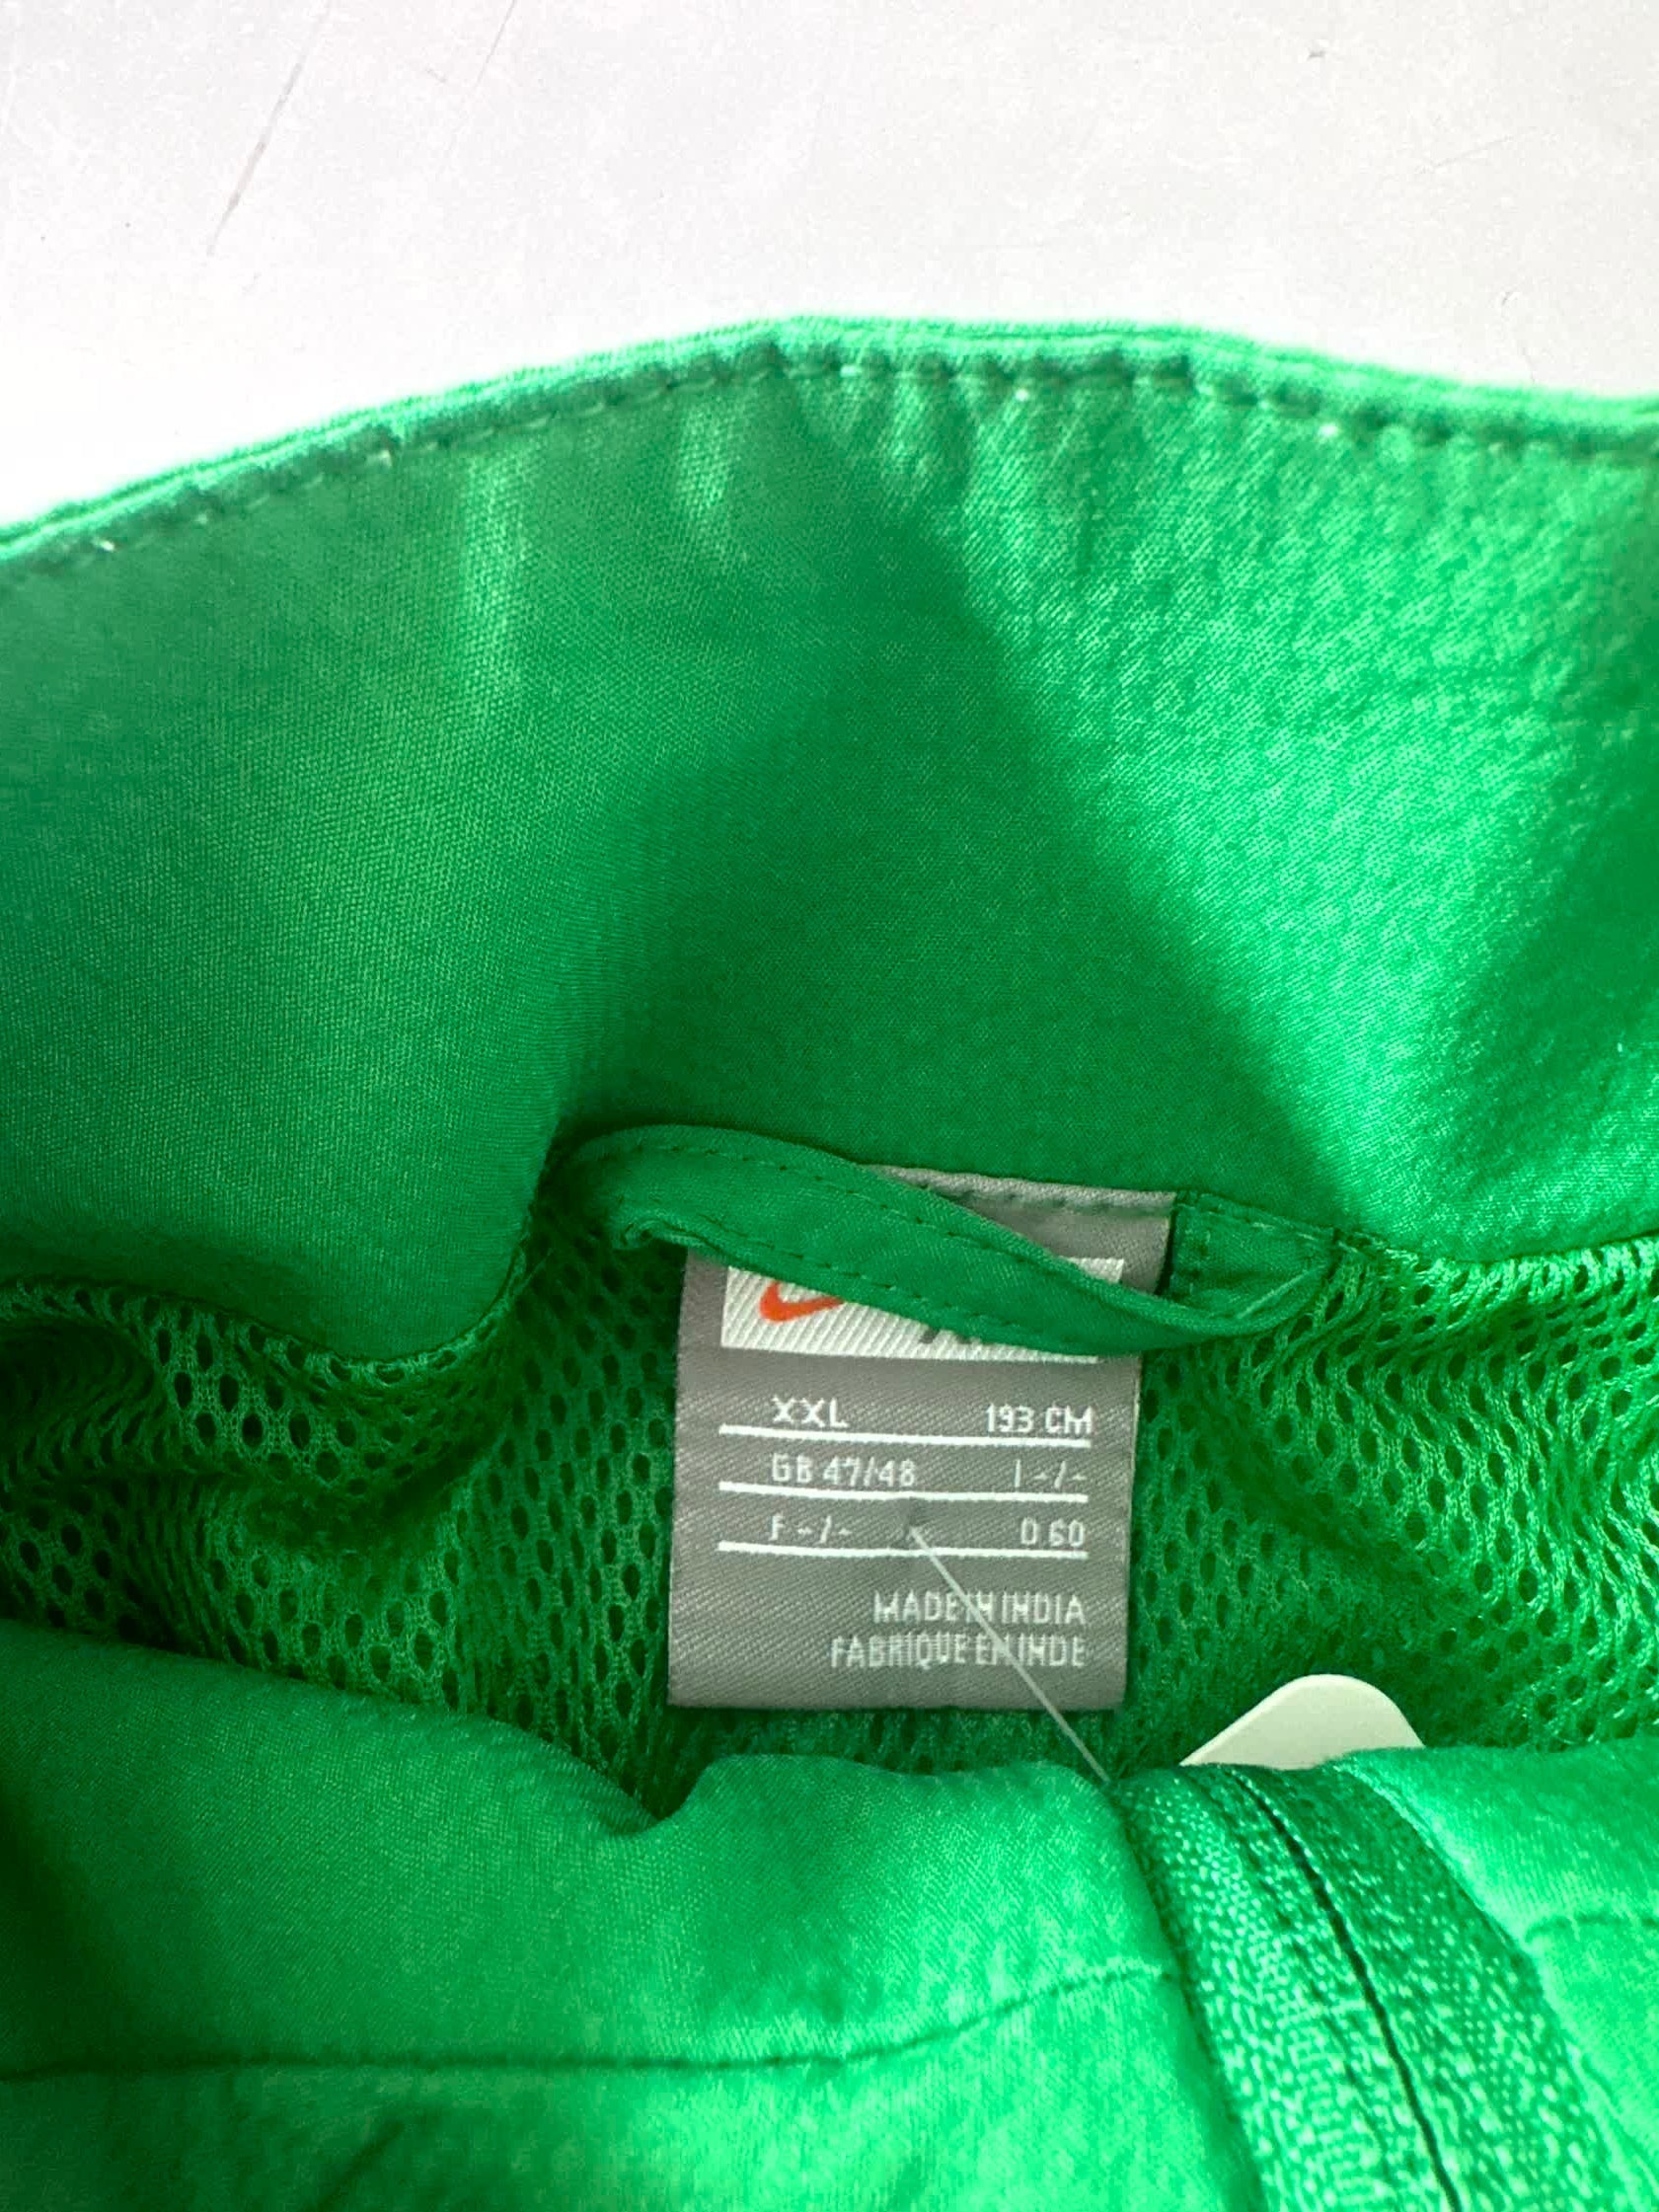 XXL 193 CM
GB 47/48 I -/-
F -/- D 60
MADE IN INDIA
FABRIQUE EN INDE